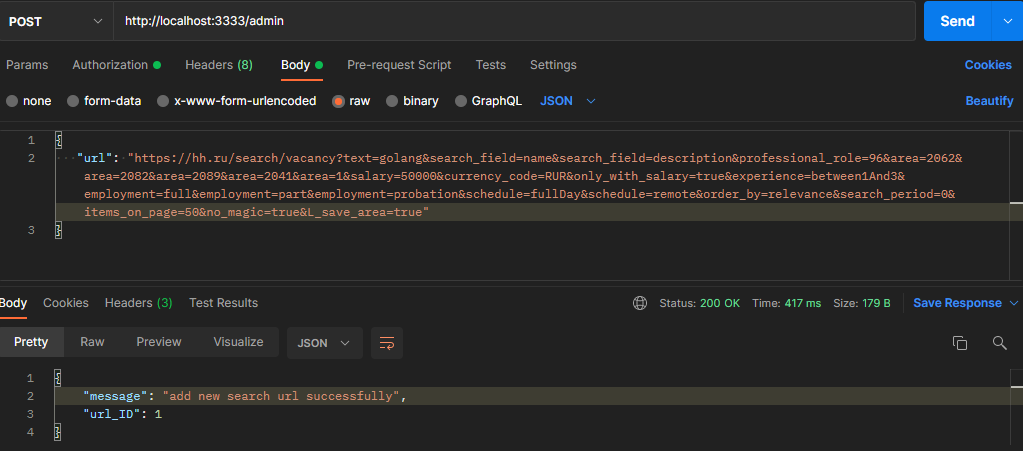 POST http://localhost:3333/admin Send
Params Authorization Headers (8) Body Pre-request Script Tests Settings Cookies
none form-data x-www-form-urlencoded raw binary GraphQL JSON Beautify
1 {
2 "url": "https://hh.ru/search/vacancy?text=golang&search_field=name&search_field=description&professional_role=96&area=2062&
area=2082&area=2089&area=2041&area=1&salary=50000&currency_code=RUR&only_with_salary=true&experience=between1And3&
employment=full&employment=part&employment=probation&schedule=fullDay&schedule=remote&order_by=relevance&search_period=0&
items_on_page=50&no_magic=true&L_save_area=true"
3 }
Body Cookies Headers (3) Test Results Status: 200 OK Time: 417 ms Size: 179 B Save Response
Pretty Raw Preview Visualize JSON
1 {
2 "message": "add new search url successfully",
3 "url_ID": 1
4 }